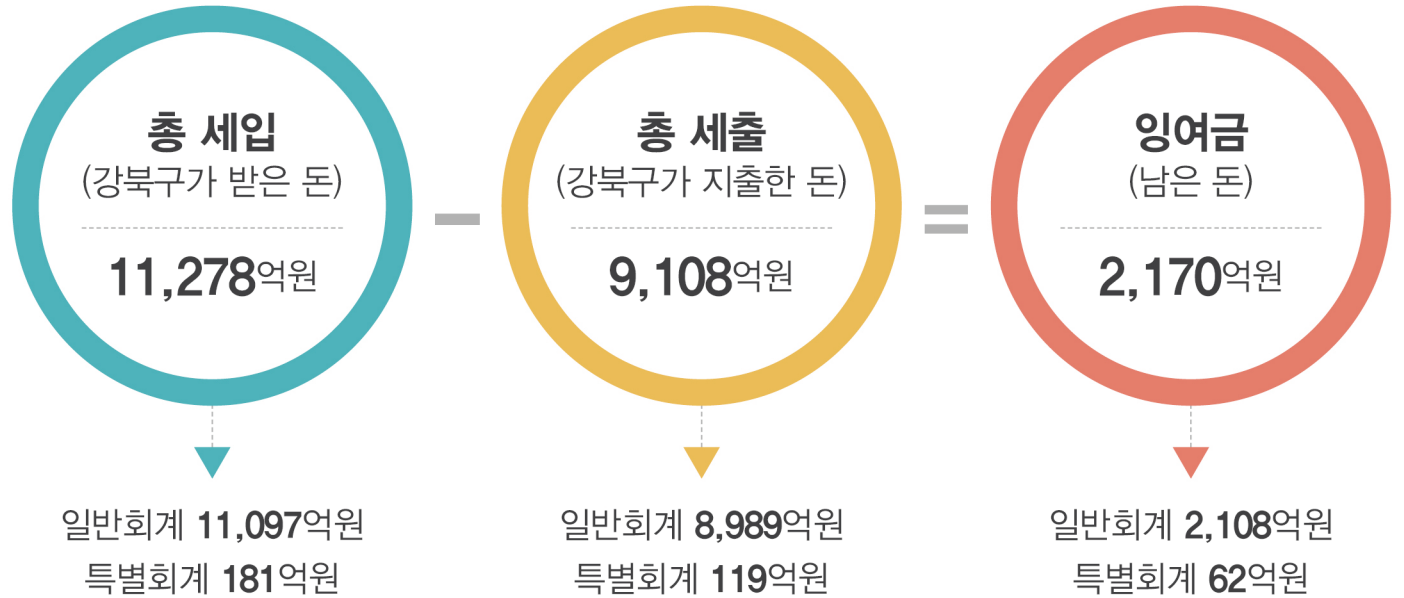 총 세입
(강북구가 받은 돈)
11,278억원
총 세출
(강북구가 지출한 돈)
9,108억원
잉여금
(남은 돈)
2,170억원
일반회계 11,097억원
특별회계 181억원
일반회계 8,989억원
특별회계 119억원
일반회계 2,108억원
특별회계 62억원